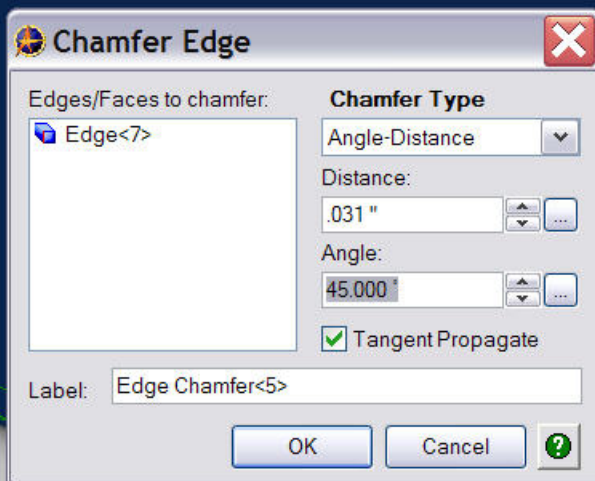 Chamfer Edge
Edges/Faces to chamfer:
Edge<7>
Chamfer Type
Angle-Distance
Distance:
.031 "
...
Angle:
45.000 °
...
Tangent Propagate
Label:
Edge Chamfer<5>
OK
Cancel
?